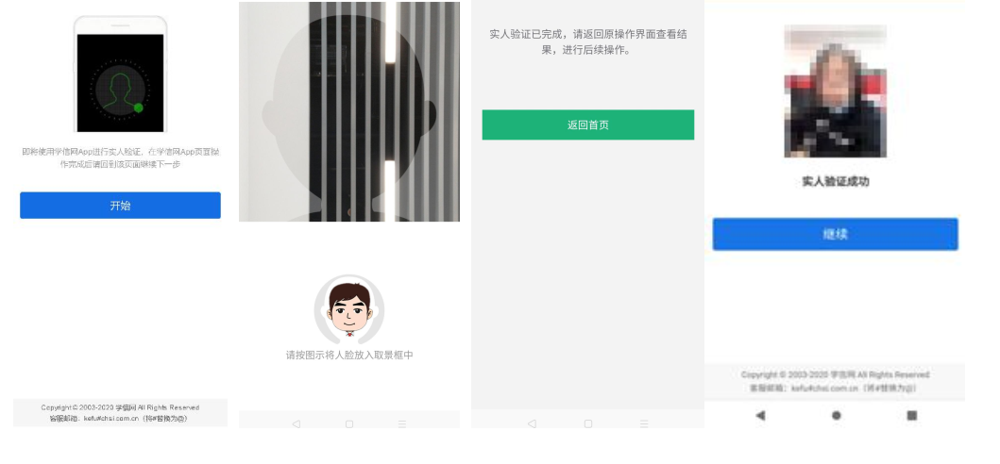 即将使用学信网App进行实人验证，在学信网App页面操
作完成后请回到该页面继续下一步
开始
Copyright © 2003-2020 学信网 All Rights Reserved
客服邮箱：kefu#chsi.com.cn（将#替换为@）
请按图示将人脸放入取景框中
实人验证已完成，请返回原操作界面查看结
果，进行后续操作。
返回首页
实人验证成功
继续
Copyright © 2003-2020 学信网 All Rights Reserved
客服邮箱：kefu#chsi.com.cn（将#替换为@）